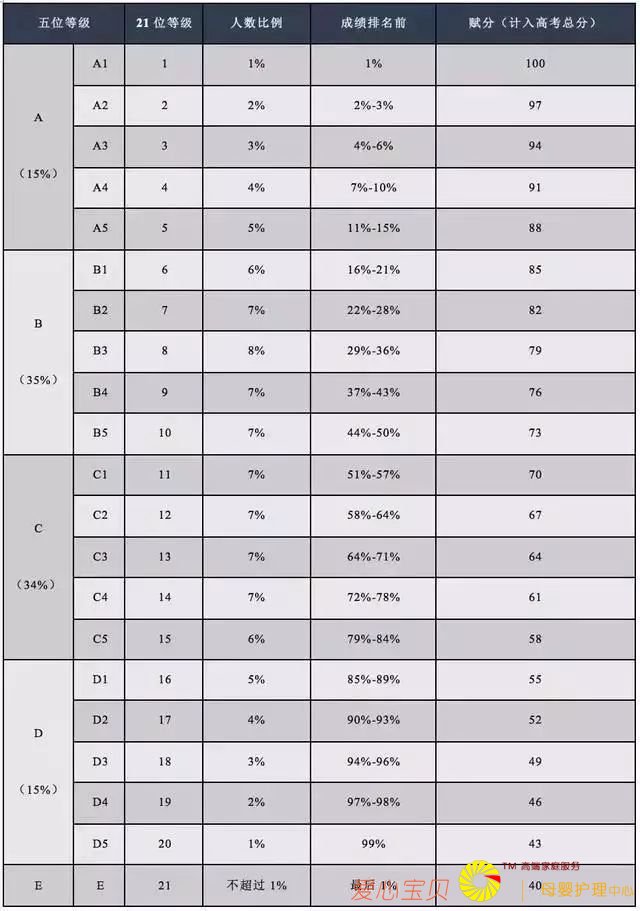 五位等级 21 位等级 人数比例 成绩排名前 赋分（计入高考总分）
A
（15%）
A1 1 1% 1% 100
A2 2 2% 2%-3% 97
A3 3 3% 4%-6% 94
A4 4 4% 7%-10% 91
A5 5 5% 11%-15% 88
B
（35%）
B1 6 6% 16%-21% 85
B2 7 7% 22%-28% 82
B3 8 8% 29%-36% 79
B4 9 7% 37%-43% 76
B5 10 7% 44%-50% 73
C
（34%）
C1 11 7% 51%-57% 70
C2 12 7% 58%-64% 67
C3 13 7% 64%-71% 64
C4 14 7% 72%-78% 61
C5 15 6% 79%-84% 58
D
（15%）
D1 16 5% 85%-89% 55
D2 17 4% 90%-93% 52
D3 18 3% 94%-96% 49
D4 19 2% 97%-98% 46
D5 20 1% 99% 43
E E 21 不超过 1% 最后 1% 40
爱心宝贝
TM 高端家庭服务
母婴护理中心